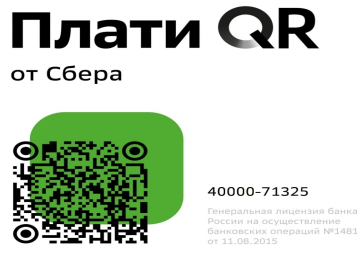 Плати QR
от Сбера
40000-71325
Генеральная лицензия банка
России на осуществление
банковских операций №1481
от 11.08.2015